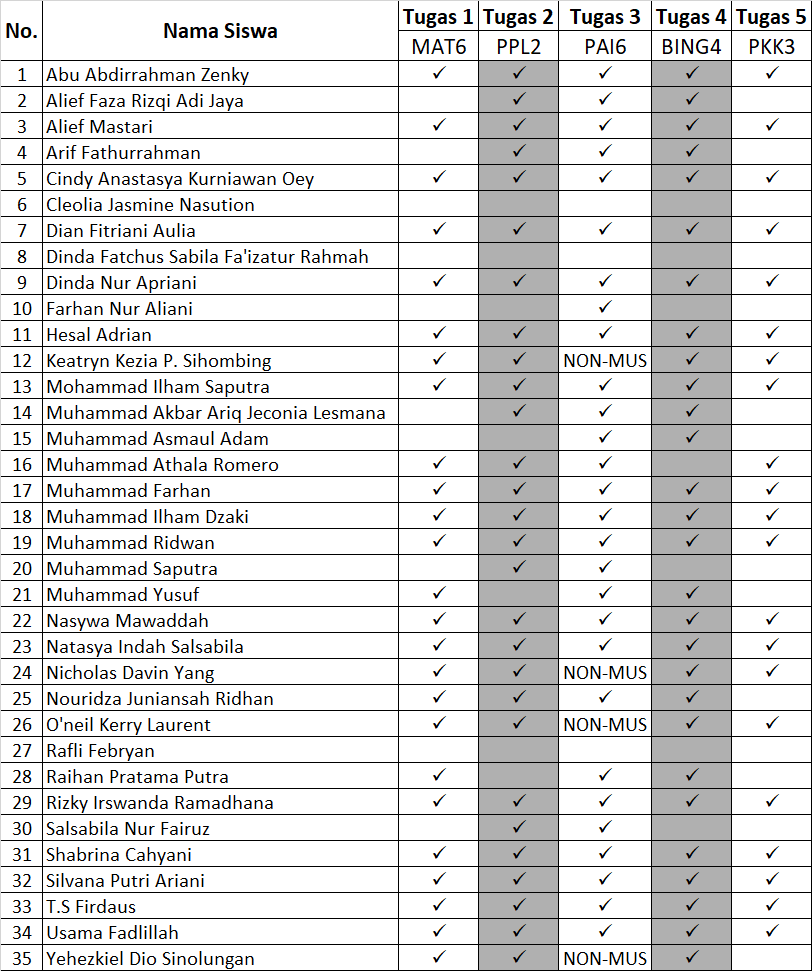 No. Nama Siswa Tugas 1 Tugas 2 Tugas 3 Tugas 4 Tugas 5
MAT6 PPL2 PAI6 BING4 PKK3
1 Abu Abdirrahman Zenky ✓ ✓ ✓ ✓ ✓
2 Alief Faza Rizqi Adi Jaya ✓ ✓ ✓
3 Alief Mastari ✓ ✓ ✓ ✓ ✓
4 Arif Fathurrahman ✓ ✓ ✓
5 Cindy Anastasya Kurniawan Oey ✓ ✓ ✓ ✓ ✓
6 Cleolia Jasmine Nasution
7 Dian Fitriani Aulia ✓ ✓ ✓ ✓ ✓
8 Dinda Fatchus Sabila Fa'izatur Rahmah
9 Dinda Nur Apriani ✓ ✓ ✓ ✓ ✓
10 Farhan Nur Aliani ✓
11 Hesal Adrian ✓ ✓ ✓ ✓ ✓
12 Keatryn Kezia P. Sihombing ✓ ✓ NON-MUS ✓ ✓
13 Mohammad Ilham Saputra ✓ ✓ ✓ ✓ ✓
14 Muhammad Akbar Ariq Jeconia Lesmana ✓ ✓ ✓
15 Muhammad Asmaul Adam ✓ ✓
16 Muhammad Athala Romero ✓ ✓ ✓ ✓
17 Muhammad Farhan ✓ ✓ ✓ ✓ ✓
18 Muhammad Ilham Dzaki ✓ ✓ ✓ ✓ ✓
19 Muhammad Ridwan ✓ ✓ ✓ ✓ ✓
20 Muhammad Saputra ✓ ✓
21 Muhammad Yusuf ✓ ✓ ✓
22 Nasywa Mawaddah ✓ ✓ ✓ ✓ ✓
23 Natasya Indah Salsabila ✓ ✓ ✓ ✓ ✓
24 Nicholas Davin Yang ✓ ✓ NON-MUS ✓ ✓
25 Nouridza Juniansah Ridhan ✓ ✓ ✓ ✓
26 O'neil Kerry Laurent ✓ ✓ NON-MUS ✓ ✓
27 Rafli Febryan
28 Raihan Pratama Putra ✓ ✓ ✓
29 Rizky Irswanda Ramadhana ✓ ✓ ✓ ✓ ✓
30 Salsabila Nur Fairuz ✓ ✓
31 Shabrina Cahyani ✓ ✓ ✓ ✓ ✓
32 Silvana Putri Ariani ✓ ✓ ✓ ✓ ✓
33 T.S Firdaus ✓ ✓ ✓ ✓ ✓
34 Usama Fadlillah ✓ ✓ ✓ ✓ ✓
35 Yehezkiel Dio Sinolungan ✓ ✓ NON-MUS ✓